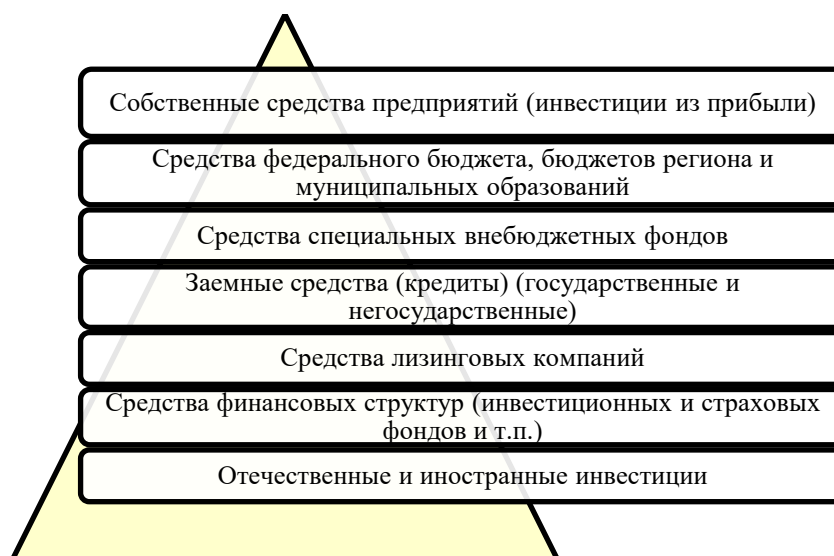 Собственные средства предприятий (инвестиции из прибыли)
Средства федерального бюджета, бюджетов региона и
муниципальных образований
Средства специальных внебюджетных фондов
Заемные средства (кредиты) (государственные и
негосударственные)
Средства лизинговых компаний
Средства финансовых структур (инвестиционных и страховых
фондов и т.п.)
Отечественные и иностранные инвестиции